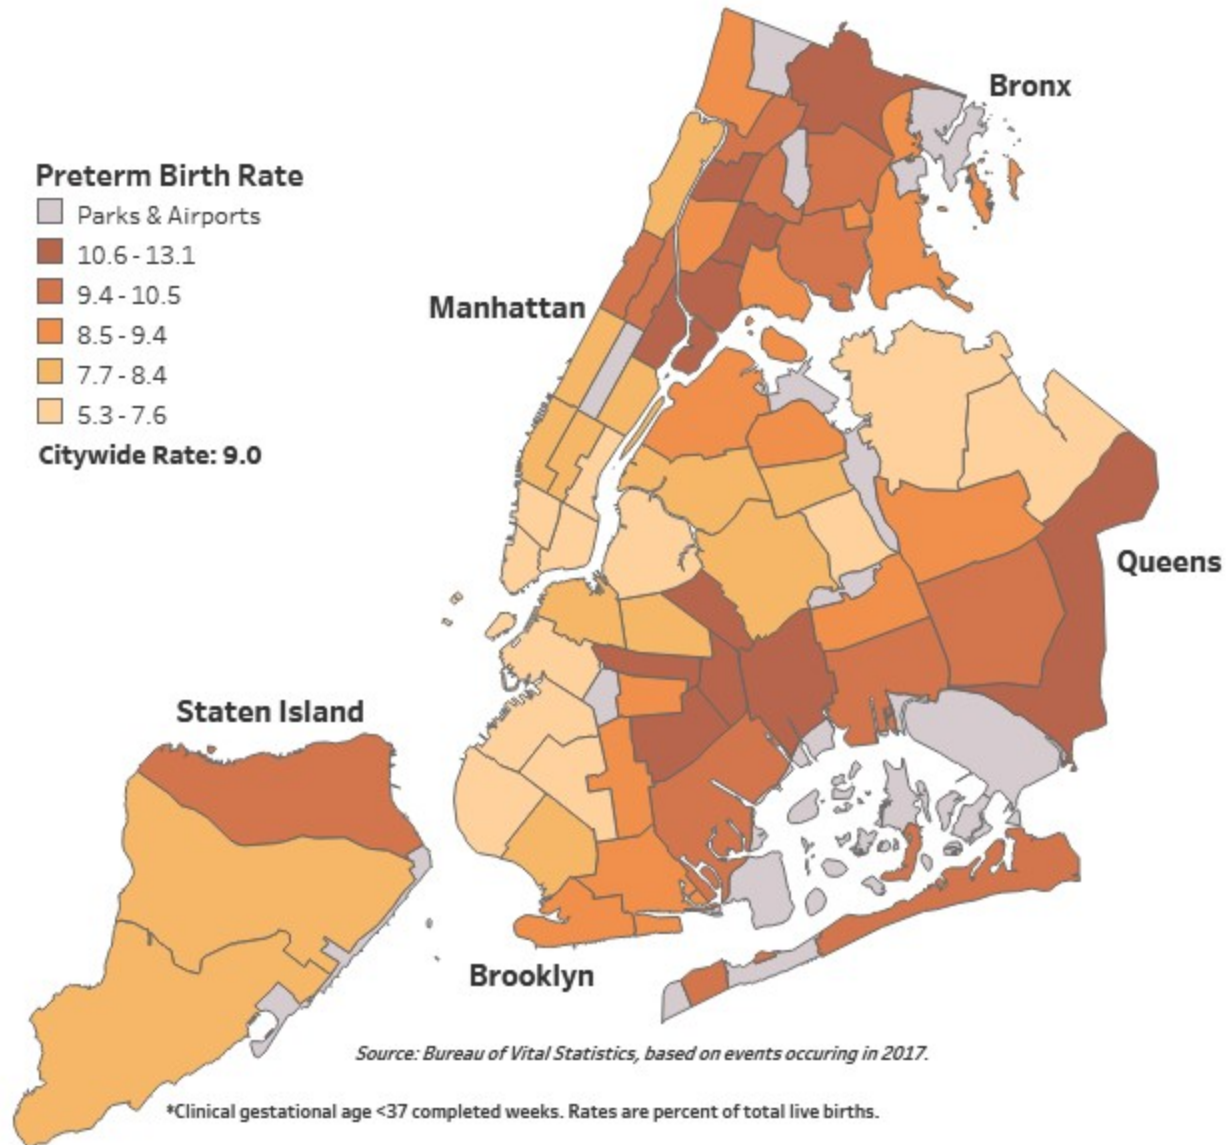 Bronx
Preterm Birth Rate
Parks & Airports
10.6 - 13.1
9.4 - 10.5
8.5 - 9.4
7.7 - 8.4
5.3 - 7.6
Citywide Rate: 9.0
Manhattan
Queens
Staten Island
Brooklyn
Source: Bureau of Vital Statistics, based on events occuring in 2017.
*Clinical gestational age <37 completed weeks. Rates are percent of total live births.